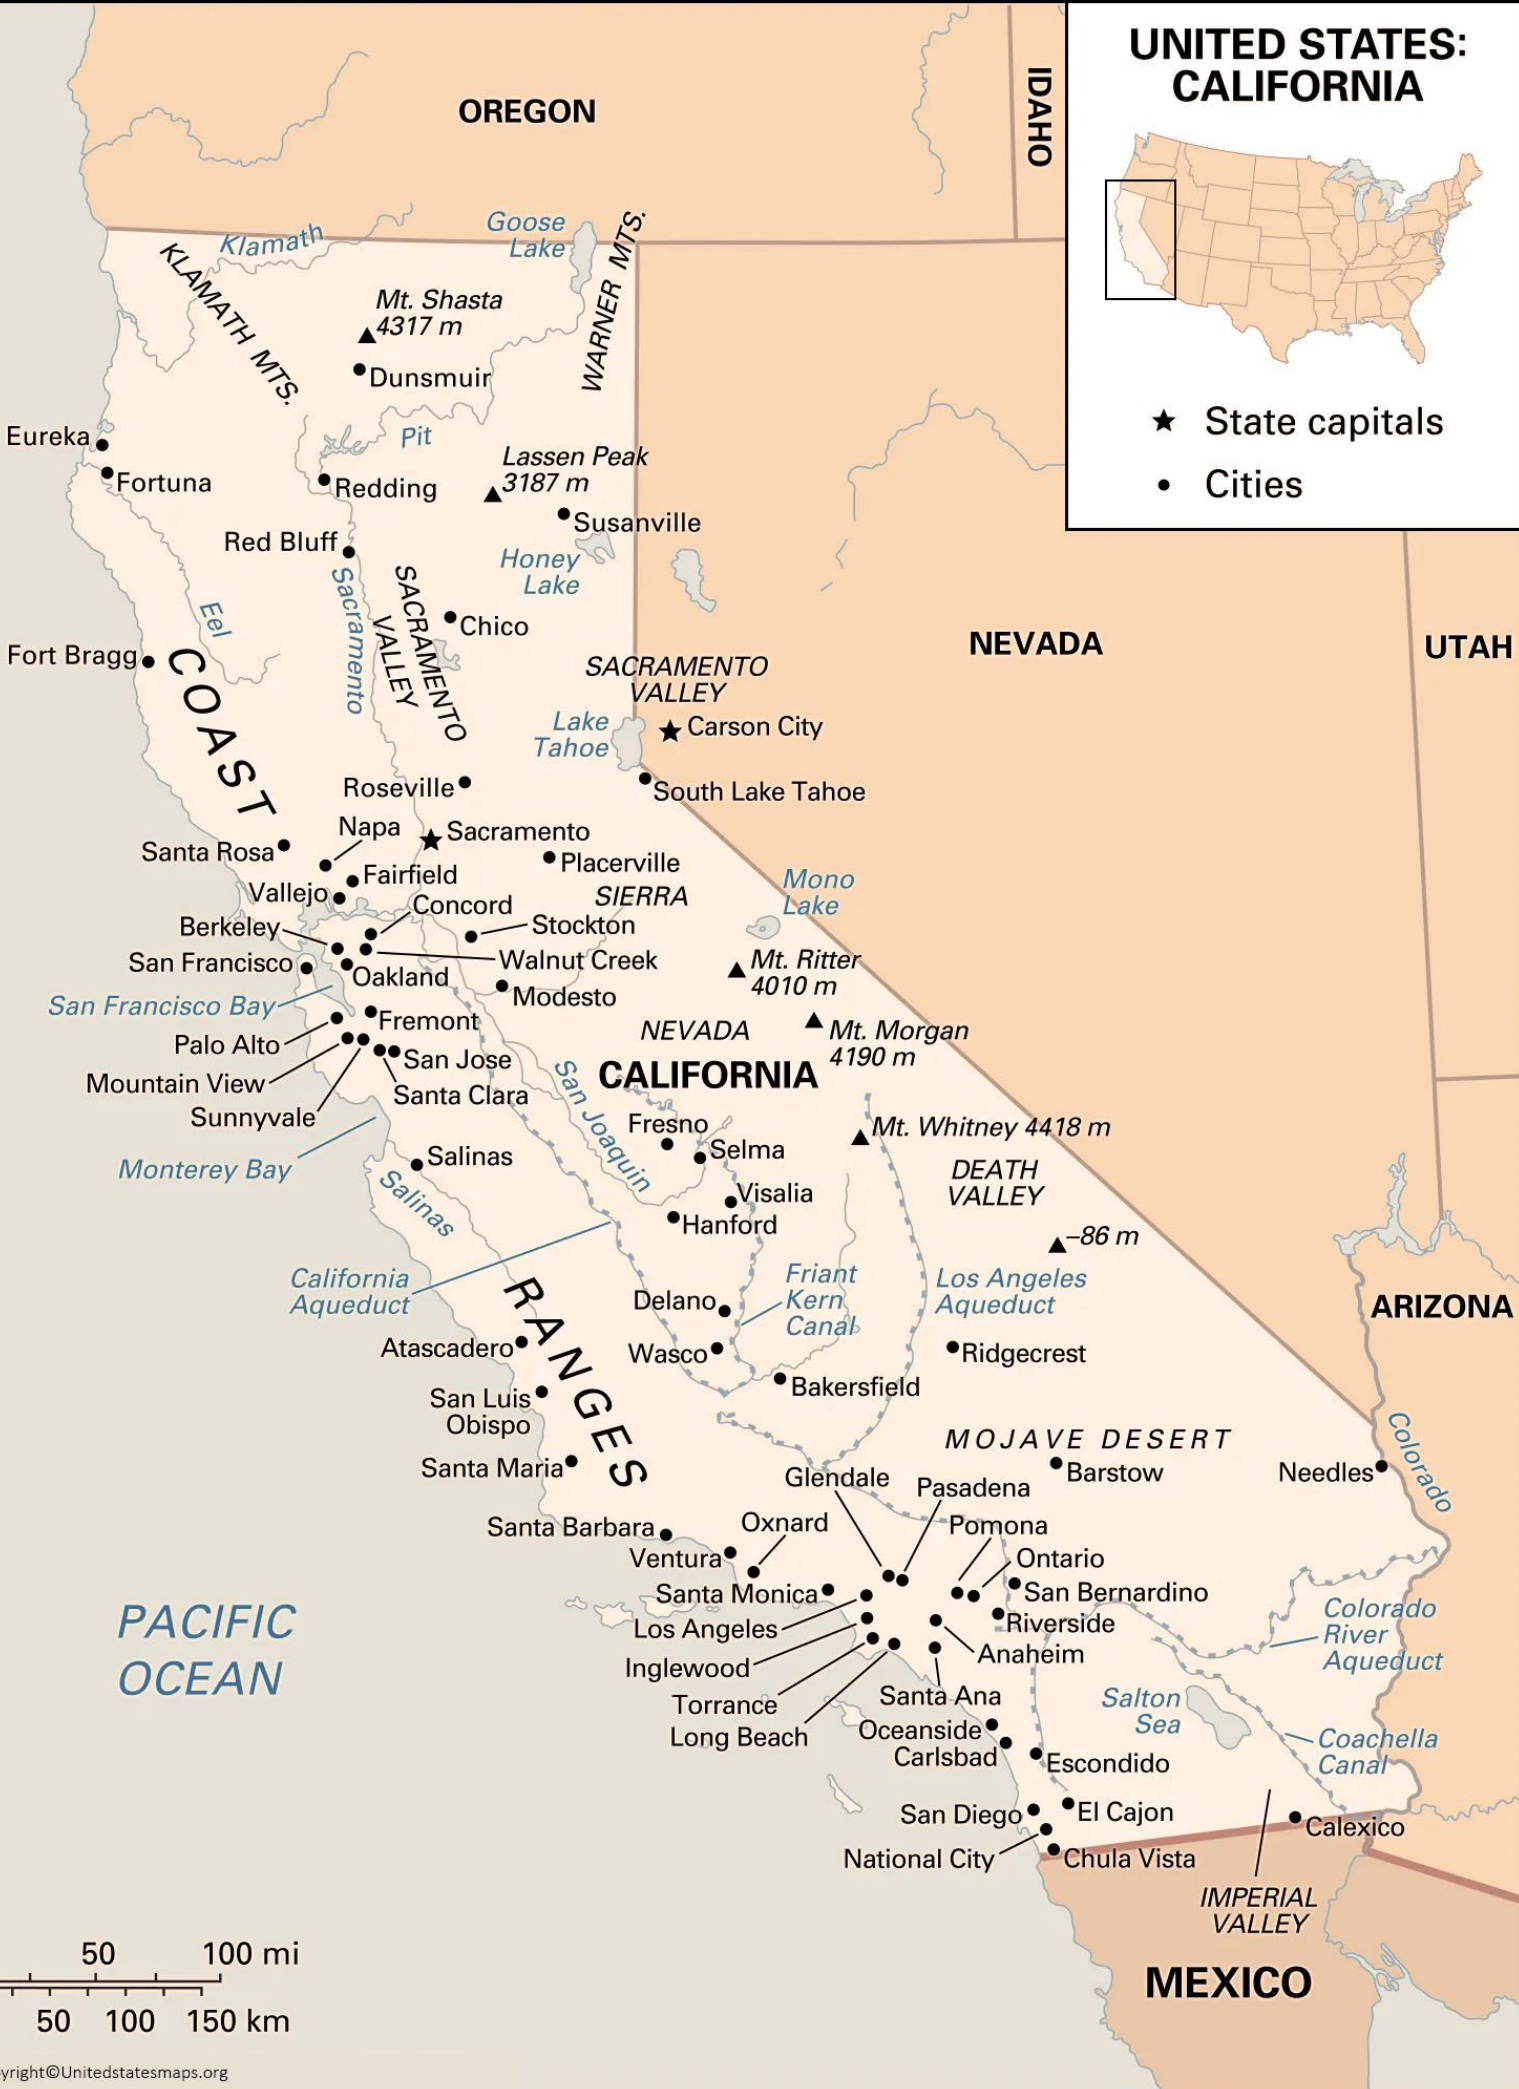 UNITED STATES:
CALIFORNIA
State capitals
Cities
OREGON
IDAHO
Klamath
Goose
Lake
WARNER MTS.
KLAMATH MTS.
Mt. Shasta
4317 m
Dunsmuir
Eureka
Pit
Fortuna
Lassen Peak
3187 m
Redding
Susanville
Red Bluff
Honey
Lake
Sacramento
SACRAMENTO
VALLEY
Eel
Chico
Fort Bragg
COAST
NEVADA
UTAH
SACRAMENTO
VALLEY
Lake
Tahoe
Carson City
South Lake Tahoe
Roseville
Napa
Sacramento
Santa Rosa
Placerville
Fairfield
Vallejo
SIERRA
Mono
Lake
Concord
Berkeley
Stockton
San Francisco
Walnut Creek
Oakland
Mt. Ritter
4010 m
San Francisco Bay
Modesto
Fremont
Palo Alto
NEVADA
Mt. Morgan
4190 m
San Jose
Mountain View
CALIFORNIA
Santa Clara
Sunnyvale
San Joaquin
Fresno
Mt. Whitney 4418 m
Selma
Salinas
Monterey Bay
DEATH
VALLEY
Salinas
Visalia
Hanford
–86 m
California
Aqueduct
RANGES
Friant
Kern
Canal
Los Angeles
Aqueduct
Delano
ARIZONA
Atascadero
Wasco
Ridgecrest
Bakersfield
San Luis
Obispo
MOJAVE DESERT
Colorado
Santa Maria
Glendale
Barstow
Needles
Pasadena
Santa Barbara
Oxnard
Pomona
Ventura
Ontario
Santa Monica
San Bernardino
Los Angeles
Riverside
Colorado
River
Aqueduct
PACIFIC
OCEAN
Inglewood
Anaheim
Torrance
Santa Ana
Salton
Sea
Long Beach
Oceanside
Carlsbad
Coachella
Canal
Escondido
San Diego
El Cajon
Calexico
National City
Chula Vista
IMPERIAL
VALLEY
MEXICO
50 100 mi
50 100 150 km
yright©Unitedstatesmaps.org